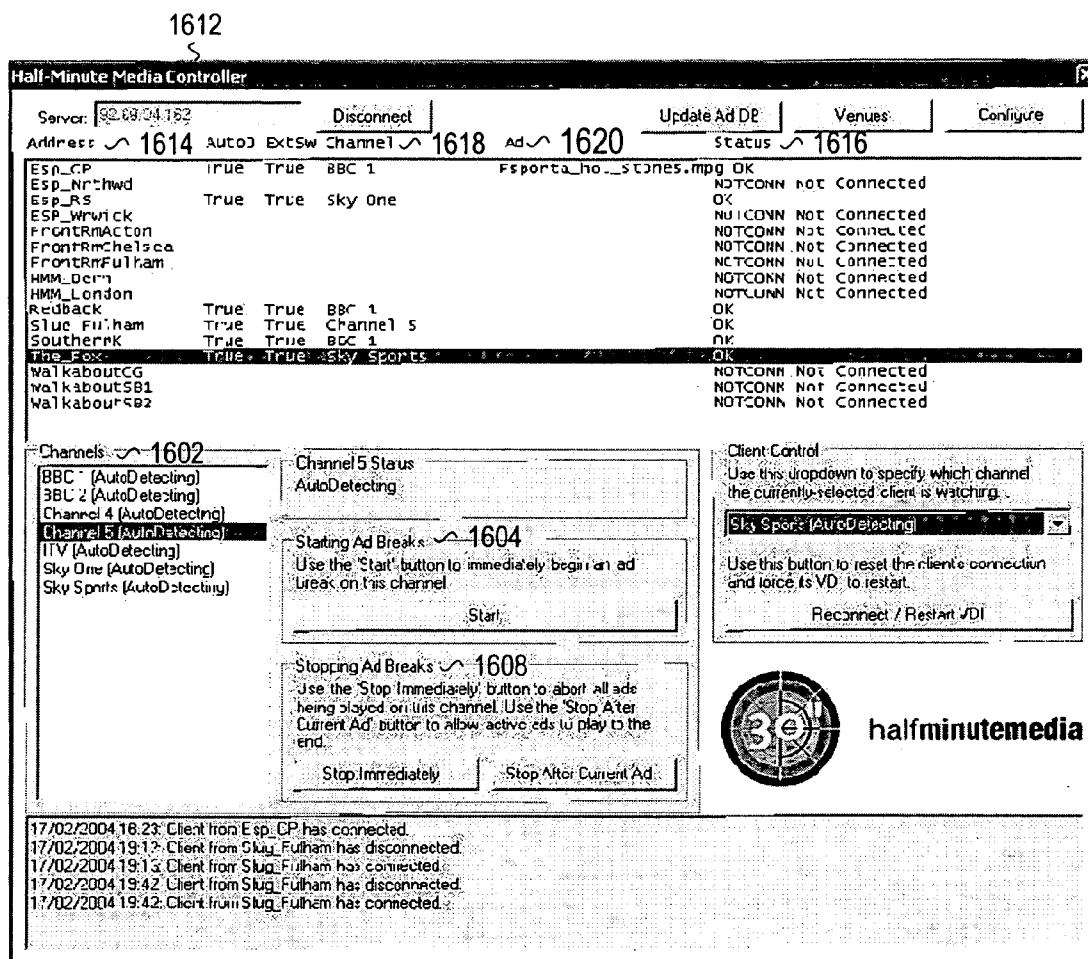 1612
Half-Minute Media Controller
Server: Disconnect Update Ad DB Venues Configure
Address 1614 ExtSw Channel 1618 Ad 1620 Status 1616
Esp_CP True True BBC 1 OK
Esp_Nrthwd NOTCONN Not Connected
Esp_RS True True Sky One OK
ESP_Wrwick NOTCONN Not Connected
FrontRmActon NOTCONN Not Connected
FrontRmChelsea NOTCONN Not Connected
FrontRmFulham NOTCONN Not Connected
NOTCONN Not Connected
HMM_London NOTCONN Not Connected
Redback True True BBC 1 OK
Slug_Fulham True True Channel 5 OK
SouthernK True True BBC 1 OK
The_Fox True True Sky Sports OK
WalkaboutCG NOTCONN Not Connected
WalkaboutSB1 NOTCONN Not Connected
WalkaboutSB2 NOTCONN Not Connected
Channels 1602
BBC 1 (AutoDetecting)
BBC 2 (AutoDetecting)
Channel 4 (AutoDetecting)
Channel 5 (AutoDetecting)
ITV (AutoDetecting)
Sky One (AutoDetecting)
Sky Sports (AutoDetecting)
Channel 5 Status
AutoDetecting
Starting Ad Breaks 1604
Use the 'Start' button to immediately begin an ad
break on this channel.
Start
Stopping Ad Breaks 1608
Use the 'Stop Immediately' button to abort all ads
being played on this channel. Use the 'Stop After
Current Ad' button to allow active ads to play to the
end.
Stop Immediately Stop After Current Ad
Client Control
Use this dropdown to specify which channel
the currently-selected client is watching.
Sky Sports (AutoDetecting)
Use this button to reset the client's connection
and force its VDI to restart.
Reconnect / Restart VDI
30
halfminutemedia
17/02/2004 18:23: Client from Esp_CP has connected.
17/02/2004 Client from Slug_Fulham has disconnected.
17/02/2004 Client from Slug_Fulham has connected.
17/02/2004 19:42: Client from Slug_Fulham has disconnected.
17/02/2004 19:42: Client from Slug_Fulham has connected.